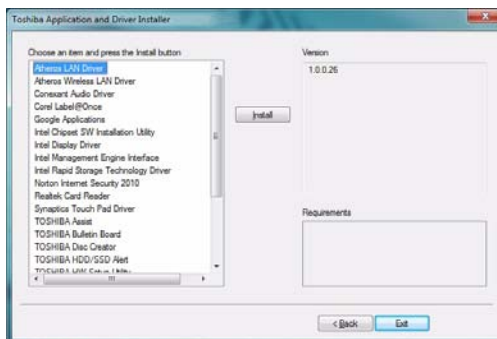 Toshiba Application and Driver Installer
Choose an item and press the Install button
Atheros LAN Driver
Atheros Wireless LAN Driver
Conexant Audio Driver
Corel Label@Once
Google Applications
Intel Chipset SW Installation Utility
Intel Display Driver
Intel Management Engine Interface
Intel Rapid Storage Technology Driver
Norton Internet Security 2010
Realtek Card Reader
Synaptics Touch Pad Driver
TOSHIBA Assist
TOSHIBA Bulletin Board
TOSHIBA Disc Creator
TOSHIBA HDD/SSD Alert
TOSHIBA HW Setup Utility
Install
Version
1.0.0.26
Requirements
< Back
Exit